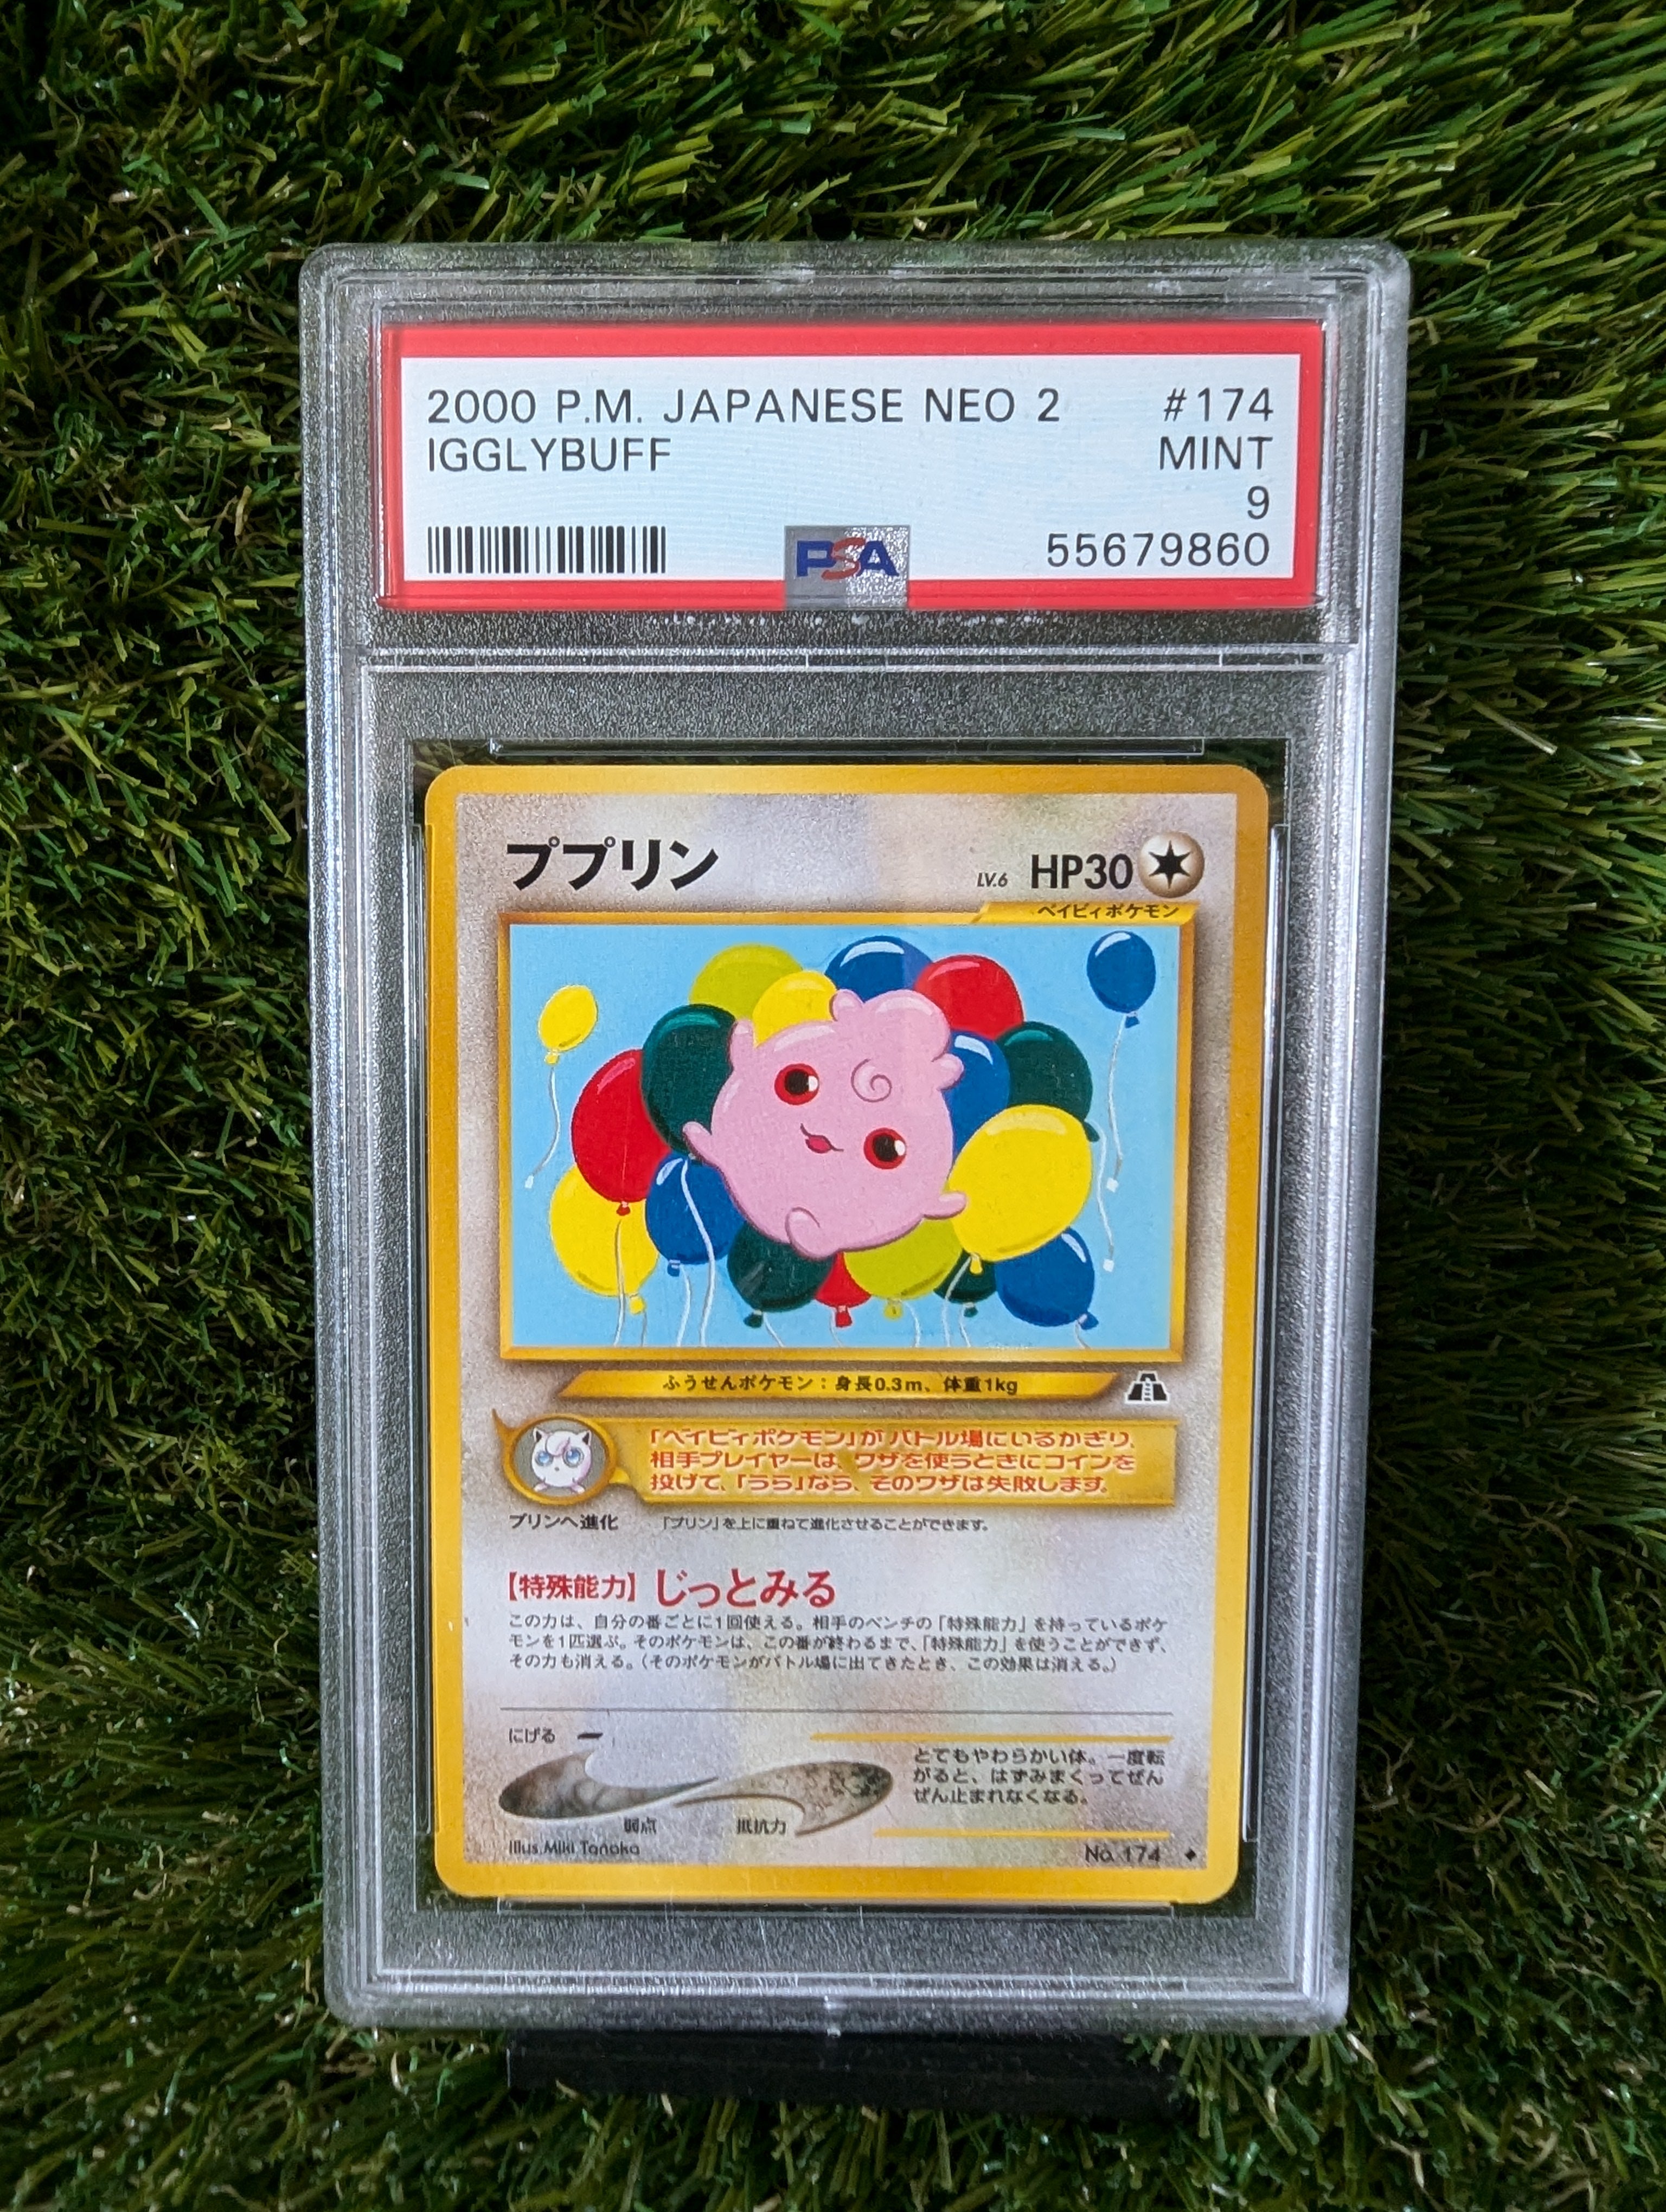 2000 P.M. JAPANESE NEO 2 #174
IGGLYBUFF MINT
9
PSA 55679860
ププリン LV.6 HP30
ベイビィポケモン
ふうせんポケモン：身長0.3m、体重1kg
「ベイビィポケモン」がバトル場にいるかぎり、
相手プレイヤーは、ワザを使うときにコインを
投げて、「うら」なら、そのワザは失敗します。
プリンへ進化 「プリン」を上に重ねて進化させることができます。
【特殊能力】じっとみる
この力は、自分の番ごとに1回使える。相手のベンチの「特殊能力」を持っているポケ
モンを1匹選ぶ。そのポケモンは、この番が終わるまで、「特殊能力」を使うことができず、
その力も消える。（そのポケモンがバトル場に出てきたとき、この効果は消える。）
にげる
とてもやわらかい体。一度転
がると、はずみまくってぜん
ぜん止まれなくなる。
弱点 抵抗力
Illus.Miki Tanaka No. 174